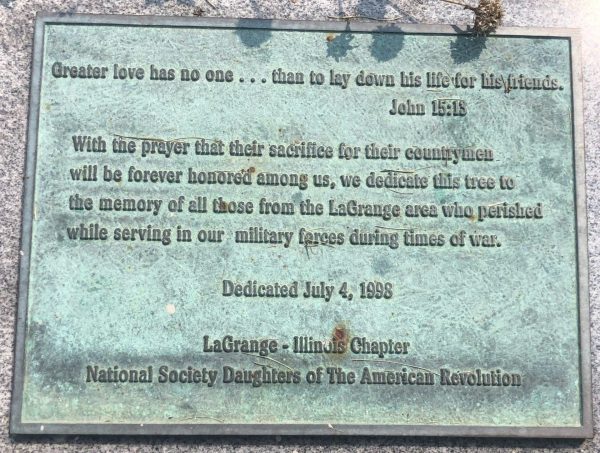 Greater love has no one . . . than to lay down his life for his friends.
John 15:13
With the prayer that their sacrifice for their countrymen
will be forever honored among us, we dedicate this tree to
the memory of all those from the LaGrange area who perished
while serving in our military forces during times of war.
Dedicated July 4, 1998
LaGrange - Illinois Chapter
National Society Daughters of The American Revolution